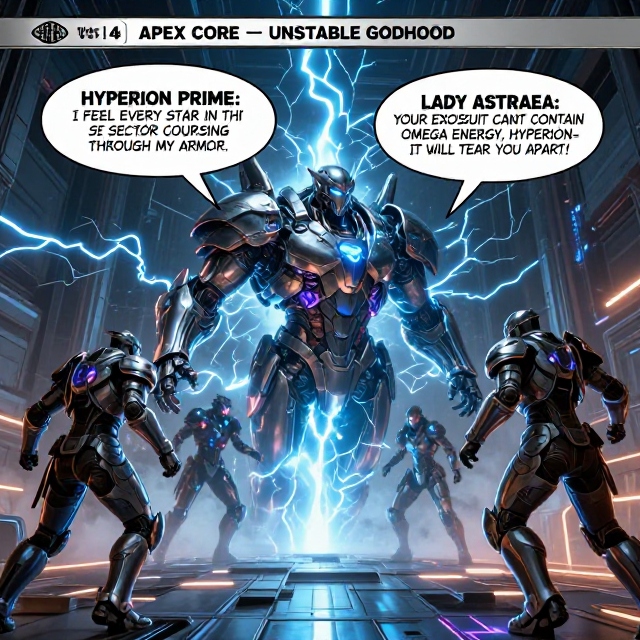 4 APEX CORE — UNSTABLE GODHOOD
HYPERION PRIME:
I FEEL EVERY STAR IN THI
SE SECTOR COURSING
THROUGH MY ARMOR.
LADY ASTRAEA:
YOUR EXOSUIT CANT CONTAIN
OMEGA ENERGY, HYPERION–
IT WILL TEAR YOU APART!